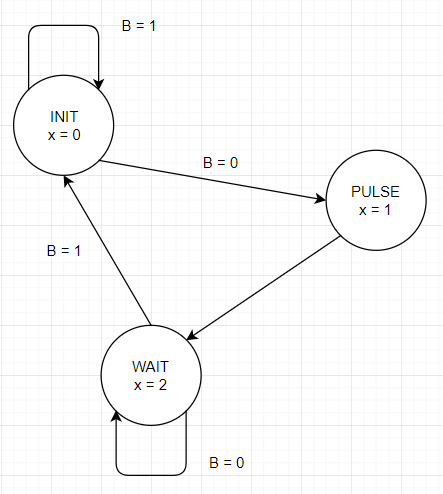 B = 1
INIT
x = 0
B = 0
PULSE
x = 1
B = 1
WAIT
x = 2
B = 0